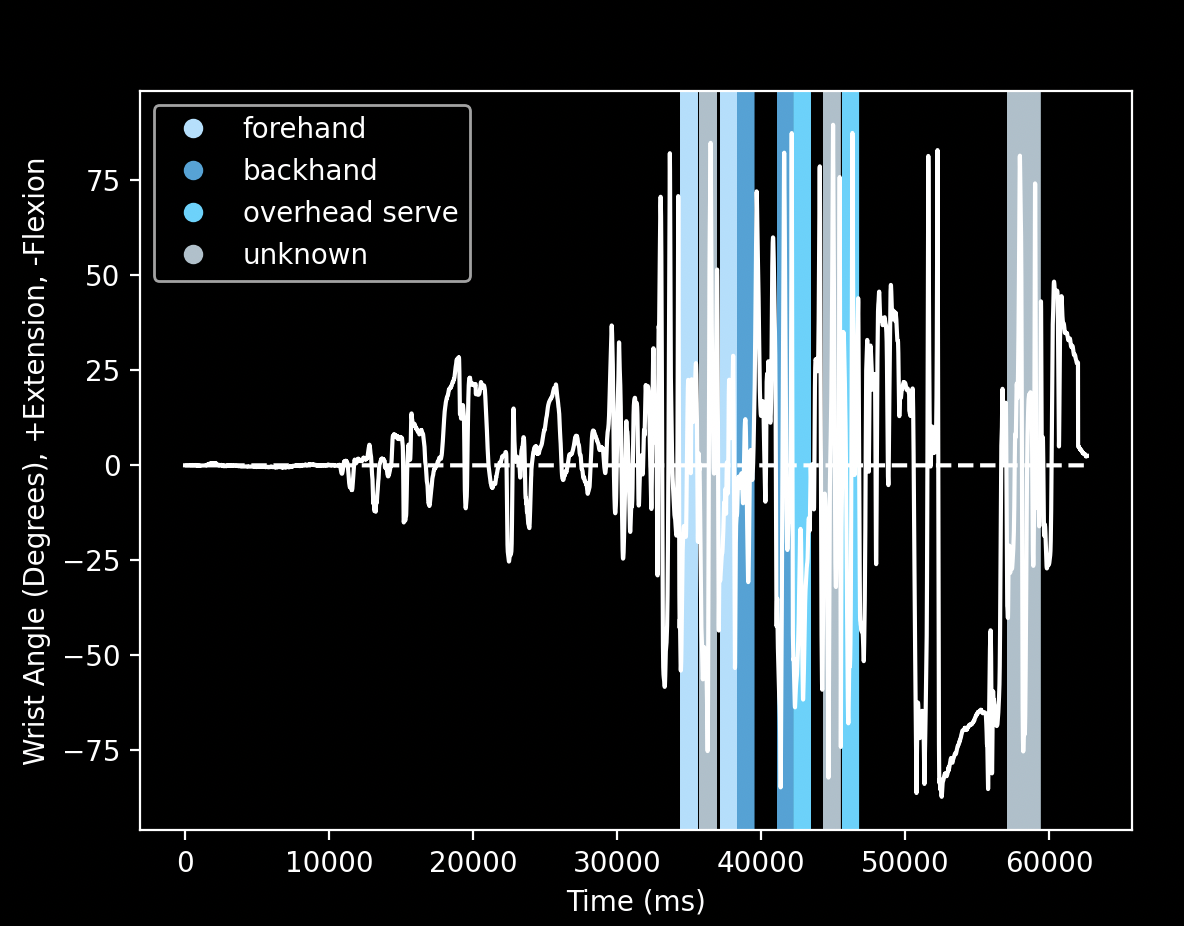 forehand
backhand
overhead serve
unknown
Wrist Angle (Degrees), +Extension, -Flexion
75
50
25
0
−25
−50
−75
0 10000 20000 30000 40000 50000 60000
Time (ms)